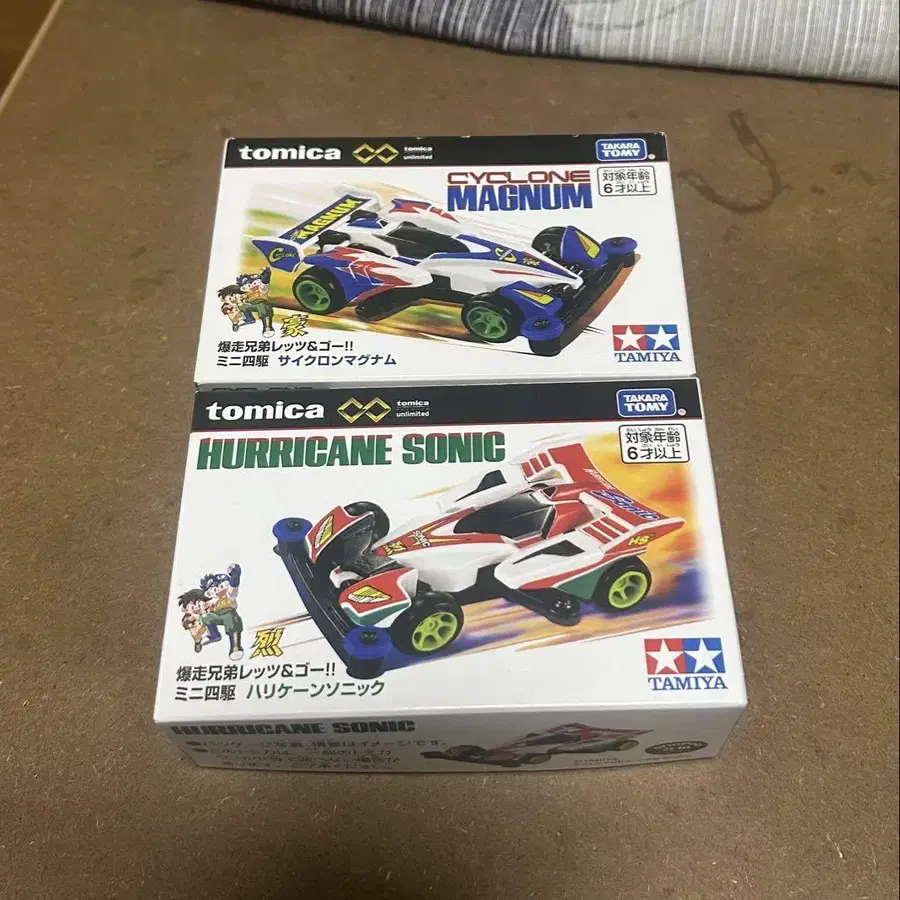 tomica tomica unlimited TAKARA TOMY
CYCLONE
MAGNUM
対象年齢
6才以上
MAGNUM
Cyclone
豪
爆走兄弟レッツ&ゴー!!
ミニ四駆 サイクロンマグナム
TAMIYA
tomica tomica unlimited TAKARA TOMY
HURRICANE SONIC
対象年齢
6才以上
Sonic
SONIC
HS
烈
爆走兄弟レッツ&ゴー!!
ミニ四駆 ハリケーンソニック
TAMIYA
HURRICANE SONIC